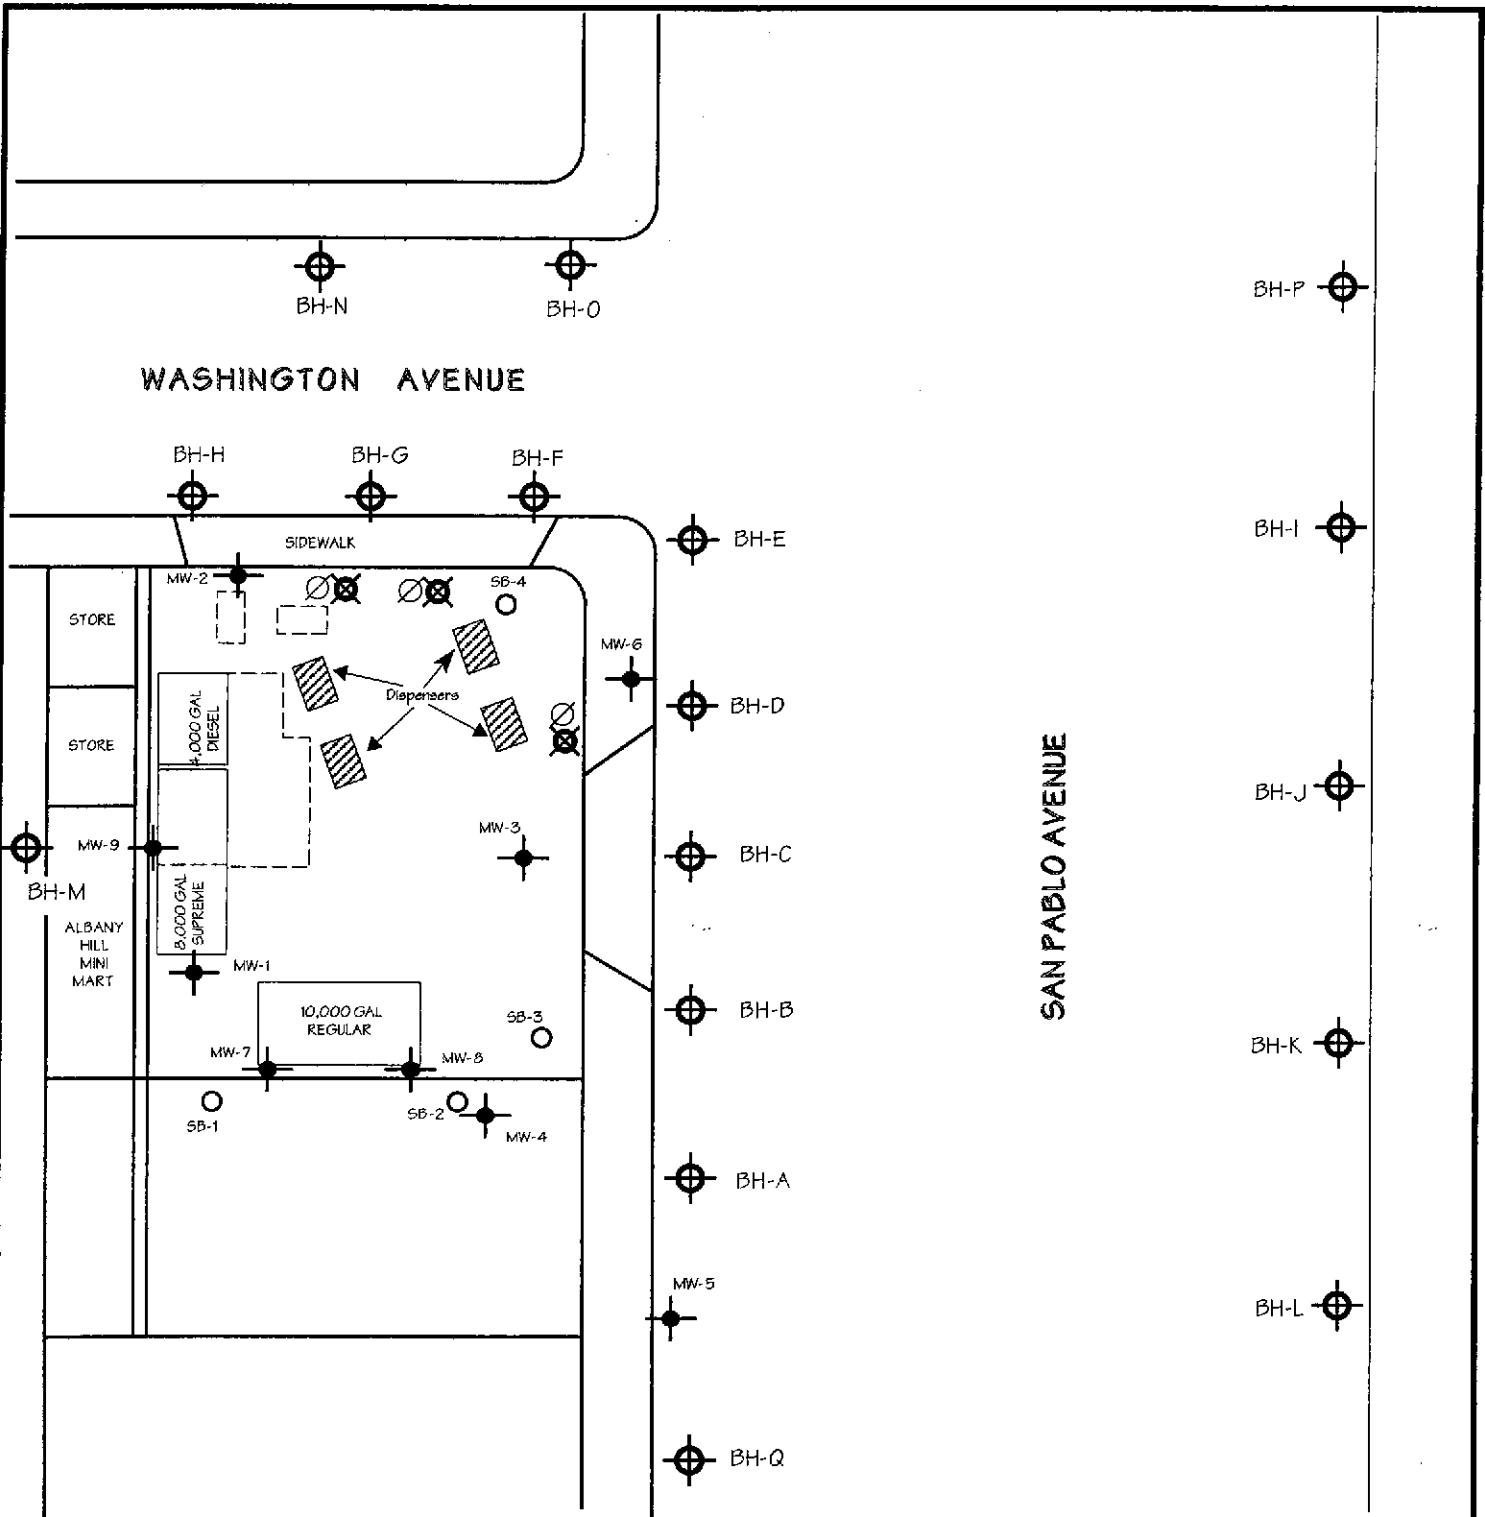 BH-N
BH-O
BH-P
WASHINGTON AVENUE
BH-H
BH-G
BH-F
BH-E
BH-I
SIDEWALK
MW-2
SB-4
STORE
MW-6
Dispensers
BH-D
4,000 GAL
DIESEL
STORE
SAN PABLO AVENUE
BH-J
MW-3
MW-9
BH-C
BH-M
8,000 GAL
SUPREME
ALBANY
HILL
MINI
MART
MW-1
10,000 GAL
REGULAR
SB-3
BH-B
BH-K
MW-7
MW-8
SB-1
SB-2
MW-4
BH-A
MW-5
BH-L
BH-Q